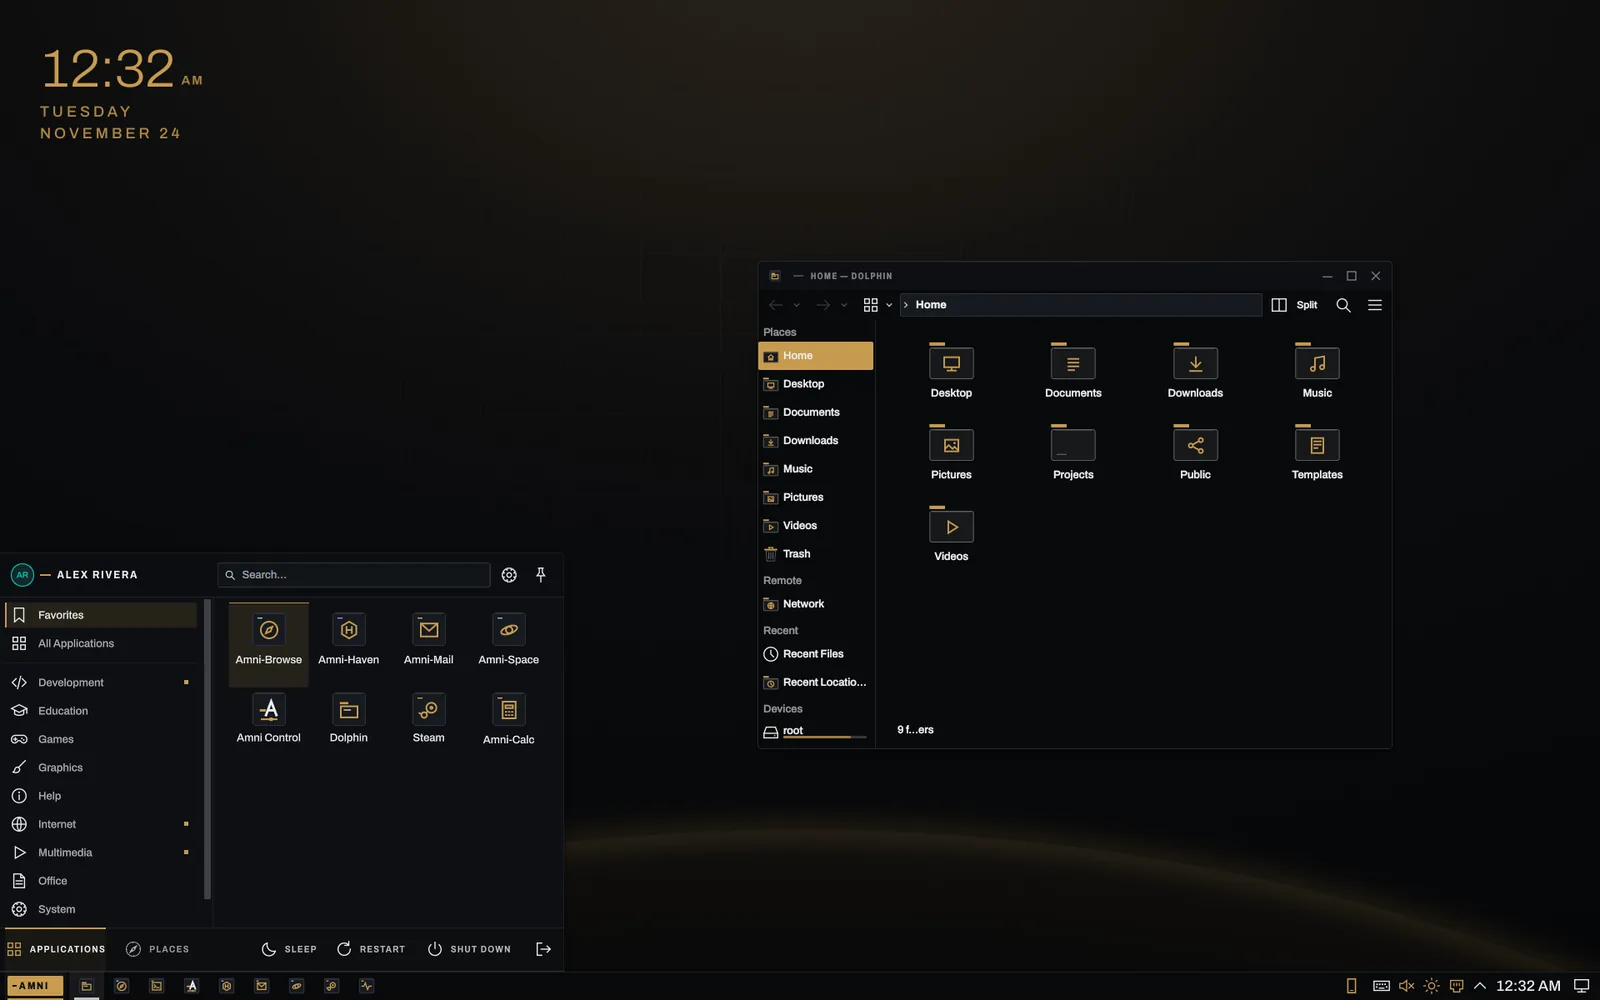 12:32 AM
TUESDAY
NOVEMBER 24
HOME — DOLPHIN
Home
Split
Places
Home
Desktop
Documents
Downloads
Music
Pictures
Videos
Trash
Remote
Network
Recent
Recent Files
Recent Locatio...
Devices
root
Desktop
Documents
Downloads
Music
Pictures
Projects
Public
Templates
Videos
9 f...ers
AR
ALEX RIVERA
Search...
Favorites
All Applications
Development
Education
Games
Graphics
Help
Internet
Multimedia
Office
System
Amni-Browse
Amni-Haven
Amni-Mail
Amni-Space
Amni Control
Dolphin
Steam
Amni-Calc
APPLICATIONS
PLACES
SLEEP
RESTART
SHUT DOWN
-AMNI
12:32 AM